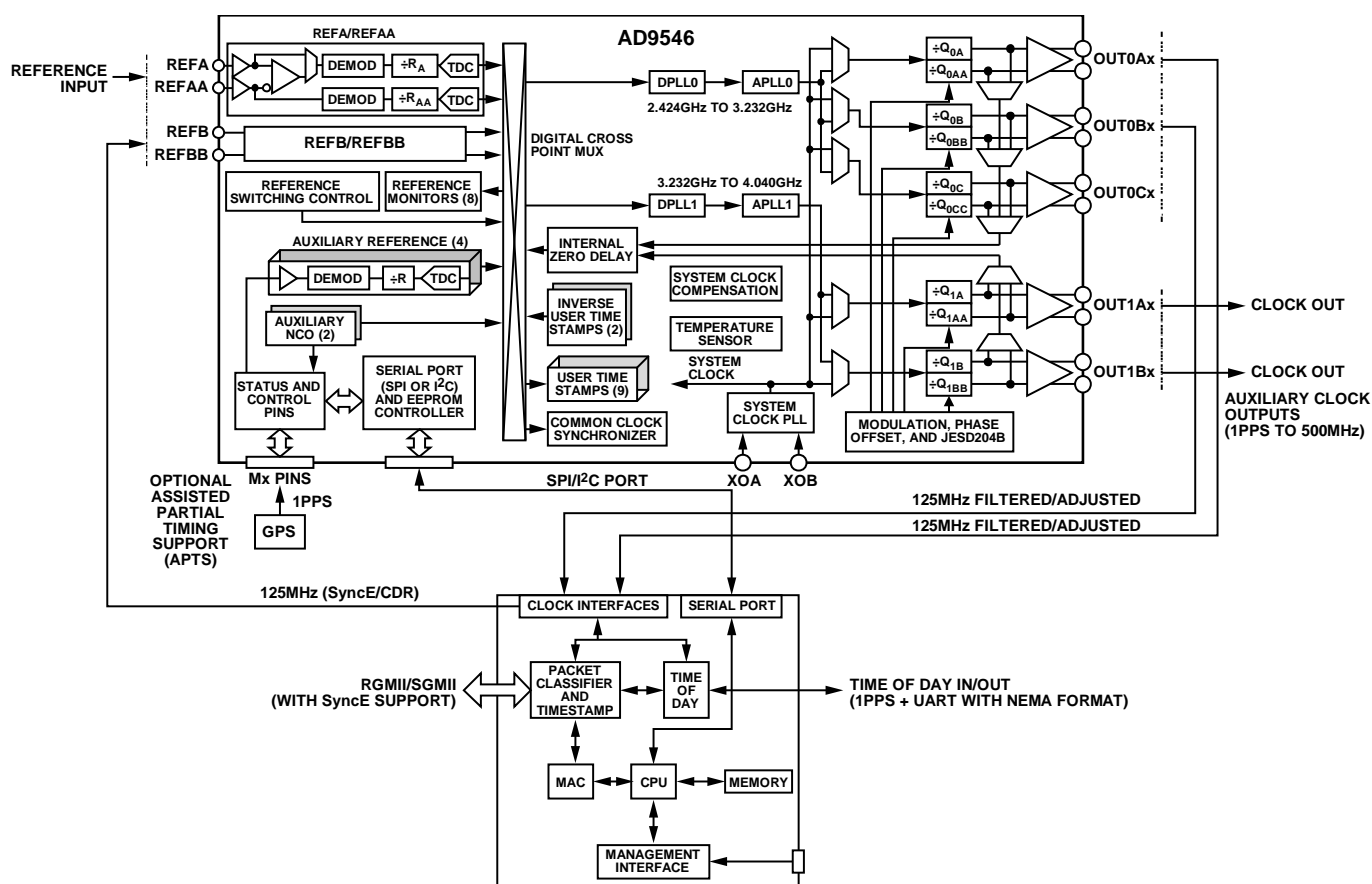 AD9546
REFERENCE
INPUT
REFA
REFAA
REFB
REFBB
REFA/REFAA
DEMOD
÷RA
TDC
DEMOD
÷RAA
TDC
REFB/REFBB
REFERENCE
SWITCHING CONTROL
REFERENCE
MONITORS (8)
AUXILIARY REFERENCE (4)
DEMOD
÷R
TDC
AUXILIARY
NCO (2)
STATUS AND
CONTROL
PINS
SERIAL PORT
(SPI OR I2C)
AND EEPROM
CONTROLLER
DIGITAL CROSS
POINT MUX
DPLL0
APLL0
2.424GHz TO 3.232GHz
3.232GHz TO 4.040GHz
DPLL1
APLL1
INTERNAL
ZERO DELAY
INVERSE
USER TIME
STAMPS (2)
USER TIME
STAMPS (9)
COMMON CLOCK
SYNCHRONIZER
SYSTEM CLOCK
COMPENSATION
TEMPERATURE
SENSOR
SYSTEM
CLOCK
SYSTEM
CLOCK PLL
÷Q0A
÷Q0AA
÷Q0B
÷Q0BB
÷Q0C
÷Q0CC
÷Q1A
÷Q1AA
÷Q1B
÷Q1BB
MODULATION, PHASE
OFFSET, AND JESD204B
OUT0Ax
OUT0Bx
OUT0Cx
OUT1Ax
OUT1Bx
CLOCK OUT
CLOCK OUT
AUXILIARY CLOCK
OUTPUTS
(1PPS TO 500MHz)
OPTIONAL
ASSISTED
PARTIAL
TIMING
SUPPORT
(APTS)
Mx PINS
1PPS
GPS
SPI/I2C PORT
XOA
XOB
125MHz FILTERED/ADJUSTED
125MHz FILTERED/ADJUSTED
125MHz (SyncE/CDR)
CLOCK INTERFACES
SERIAL PORT
RGMII/SGMII
(WITH SyncE SUPPORT)
PACKET
CLASSIFIER
AND
TIMESTAMP
TIME
OF
DAY
TIME OF DAY IN/OUT
(1PPS + UART WITH NEMA FORMAT)
MAC
CPU
MEMORY
MANAGEMENT
INTERFACE